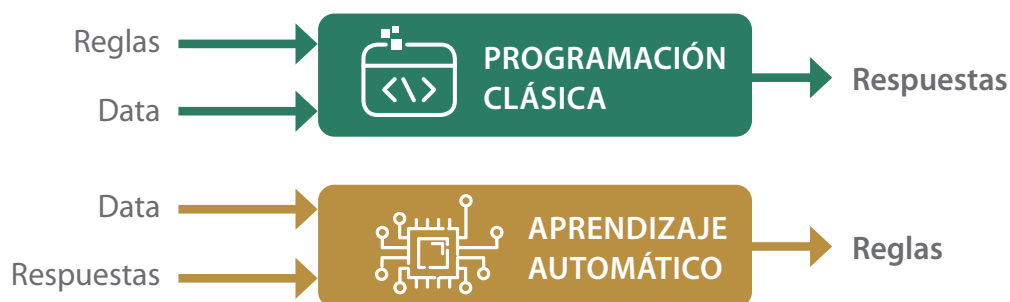 Reglas
Data
PROGRAMACIÓN
CLÁSICA
Respuestas
Data
Respuestas
APRENDIZAJE
AUTOMÁTICO
Reglas